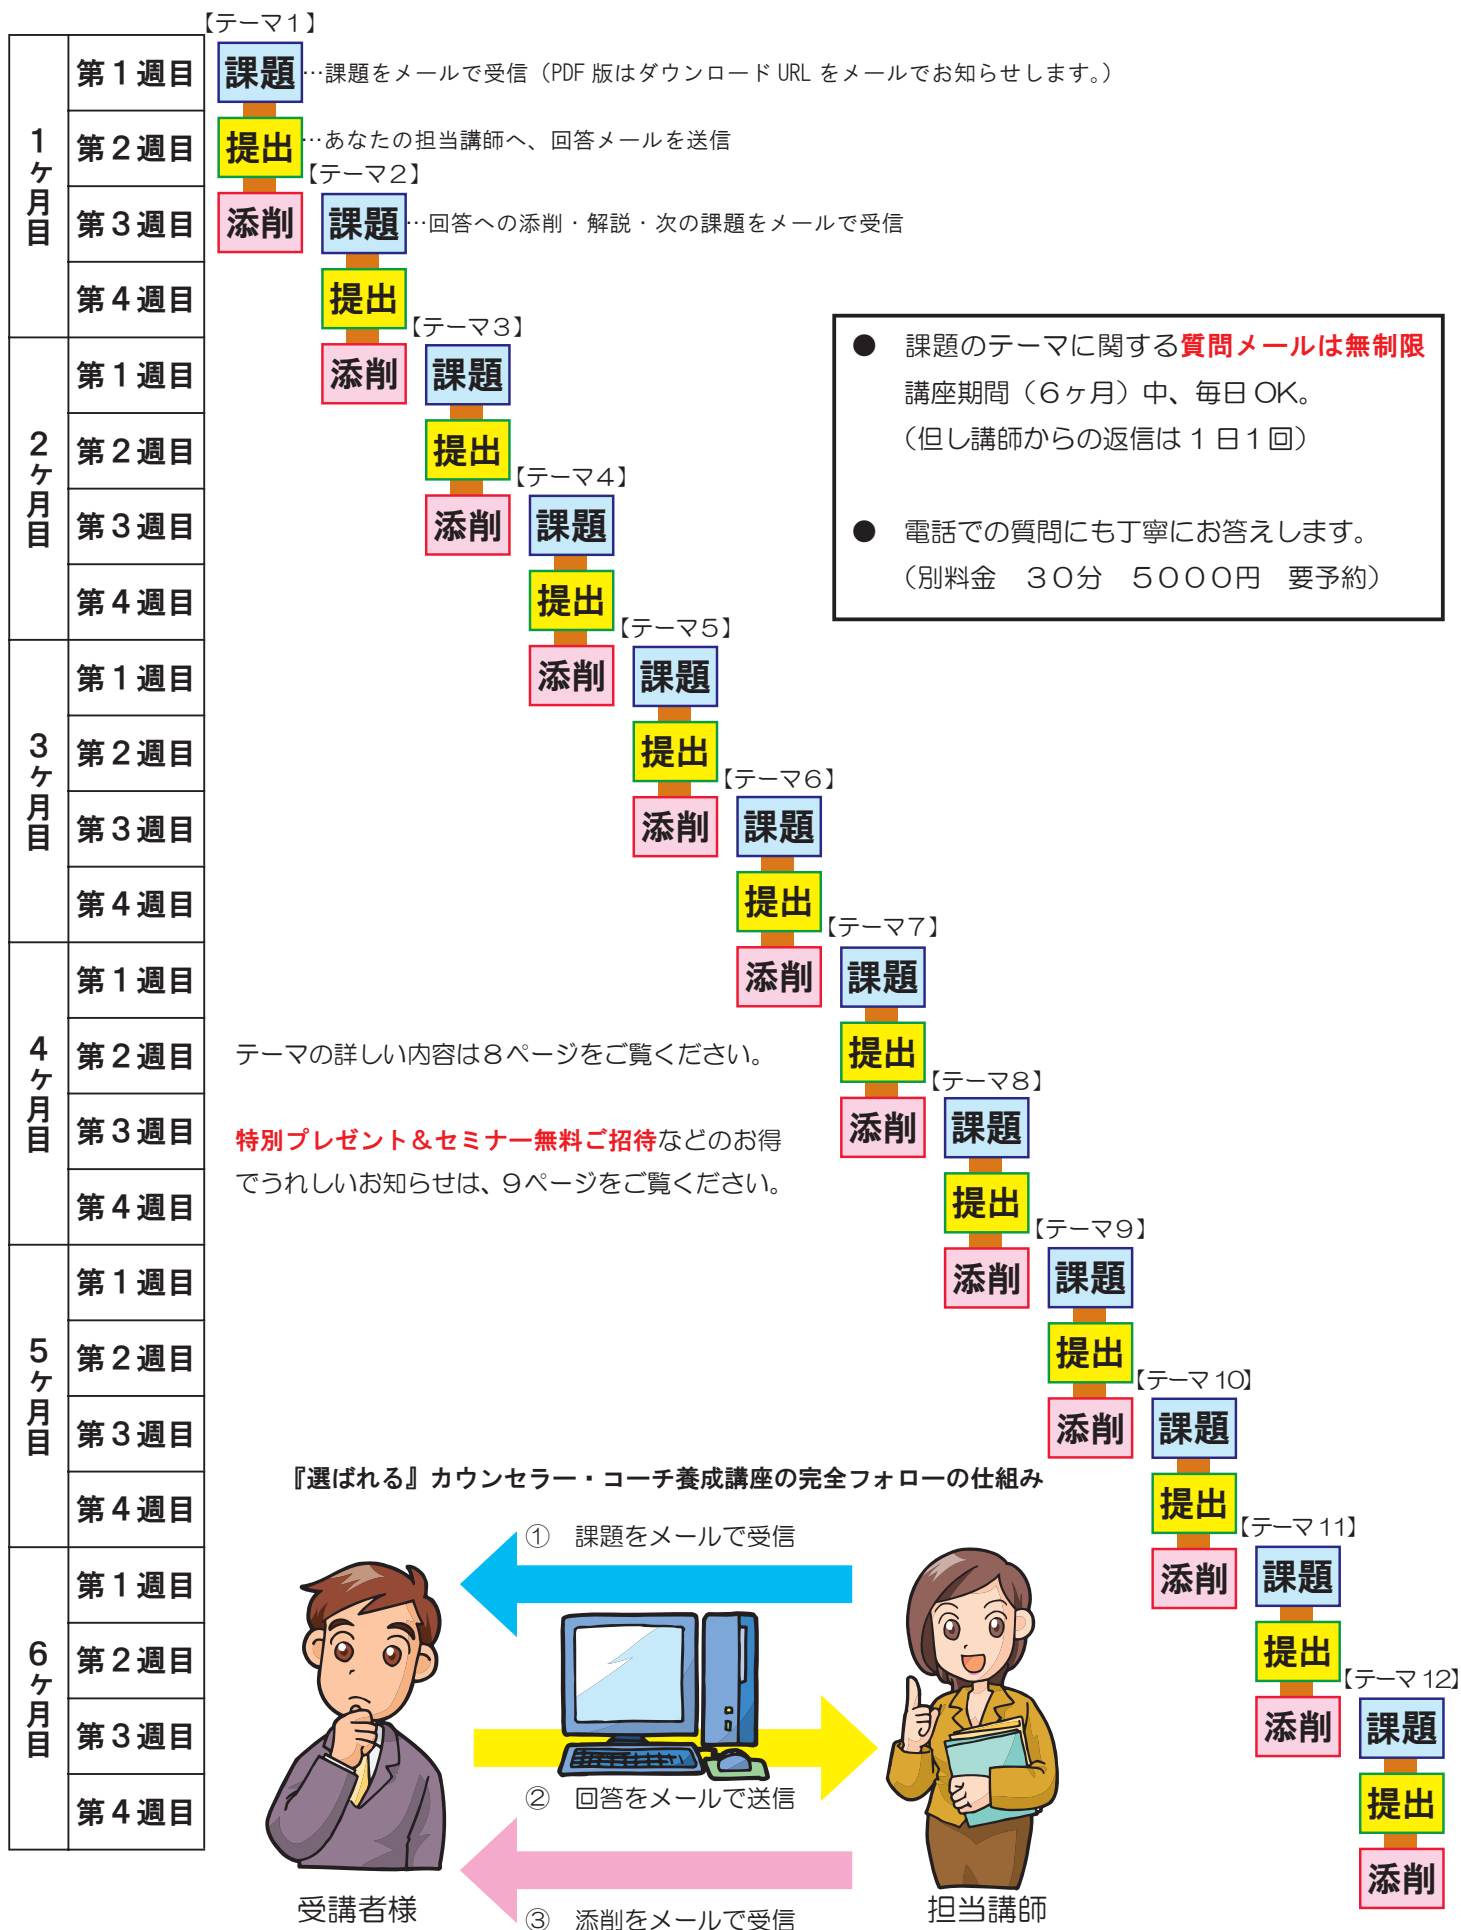 【テーマ１】
1ヶ月目
第１週目
課題
…課題をメールで受信（PDF 版はダウンロード URL をメールでお知らせします。）
第２週目
提出
…あなたの担当講師へ、回答メールを送信
【テーマ２】
第３週目
添削
課題
…回答への添削・解説・次の課題をメールで受信
第４週目
提出
【テーマ３】
2ヶ月目
第１週目
添削
課題
第２週目
提出
【テーマ４】
第３週目
添削
課題
第４週目
提出
【テーマ５】
●　課題のテーマに関する質問メールは無制限
講座期間（６ヶ月）中、毎日 OK。
（但し講師からの返信は１日１回）
●　電話での質問にも丁寧にお答えします。
（別料金　３０分　５０００円　要予約）
3ヶ月目
第１週目
添削
課題
第２週目
提出
【テーマ６】
第３週目
添削
課題
第４週目
提出
【テーマ７】
4ヶ月目
第１週目
添削
課題
第２週目
提出
【テーマ８】
第３週目
添削
課題
第４週目
提出
【テーマ９】
テーマの詳しい内容は８ページをご覧ください。
特別プレゼント＆セミナー無料ご招待などのお得
でうれしいお知らせは、９ページをご覧ください。
5ヶ月目
第１週目
添削
課題
第２週目
提出
【テーマ 10】
第３週目
添削
課題
第４週目
提出
【テーマ 11】
6ヶ月目
第１週目
添削
課題
第２週目
提出
【テーマ 12】
第３週目
添削
課題
第４週目
提出
添削
『選ばれる』カウンセラー・コーチ養成講座の完全フォローの仕組み
①　課題をメールで受信
②　回答をメールで送信
③　添削をメールで受信
受講者様
担当講師